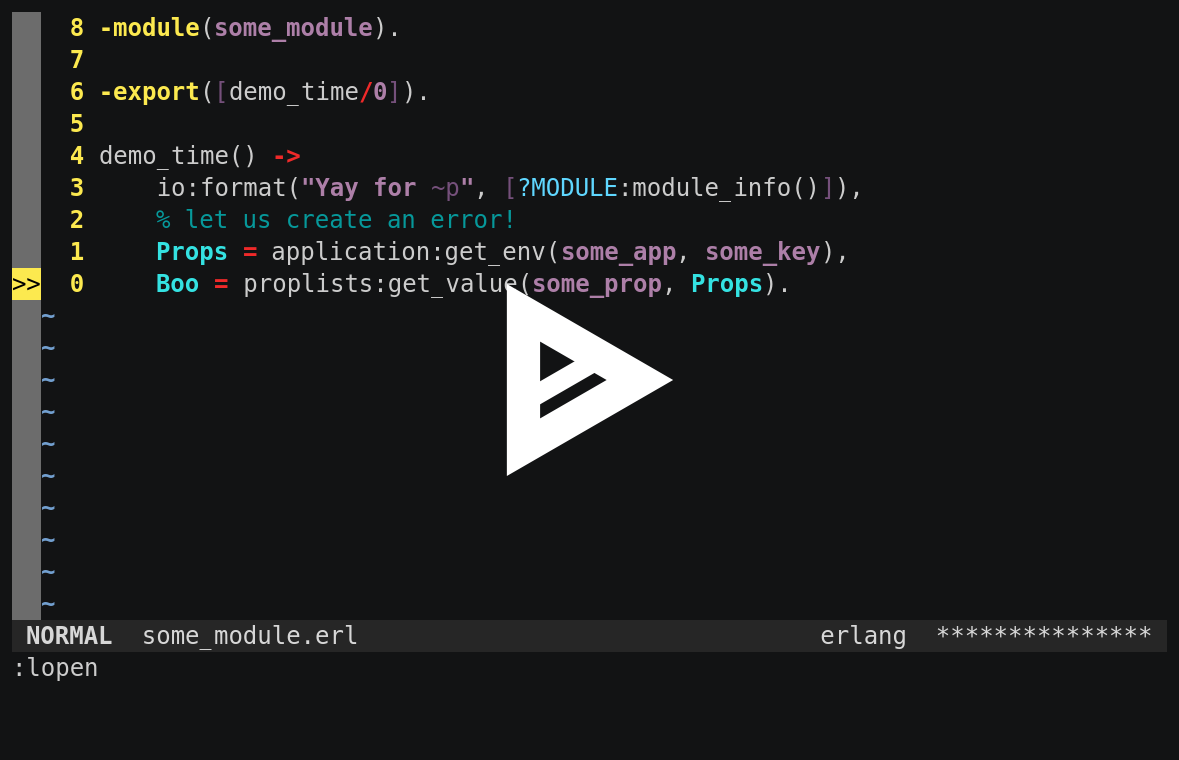 8 -module(some_module).
7
6 -export([demo_time/0]).
5
4 demo_time() ->
3     io:format("Yay for ~p", [?MODULE:module_info()]),
2     % let us create an error!
1     Props = application:get_env(some_app, some_key),
>> 0     Boo = proplists:get_value(some_prop, Props).
~
~
~
~
~
~
~
~
~
~
NORMAL  some_module.erl  erlang  ***************
:lopen